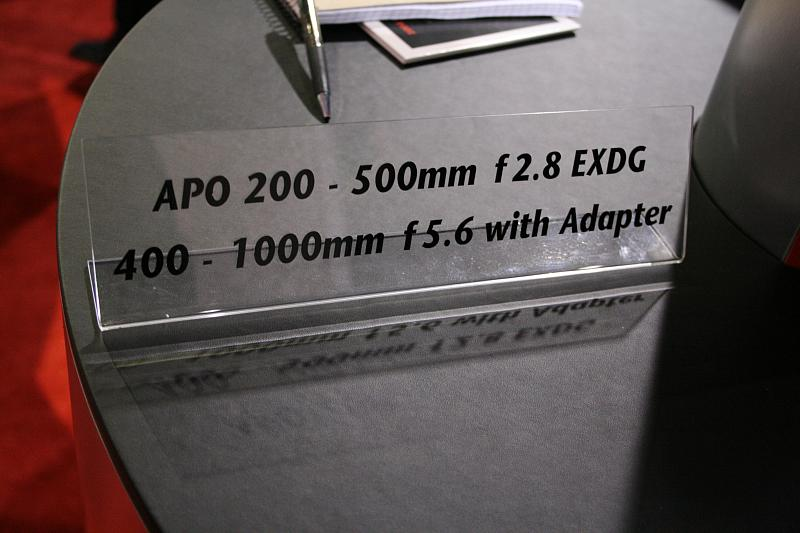 APO 200 - 500mm f2.8 EXDG
400 - 1000mm f5.6 with Adapter